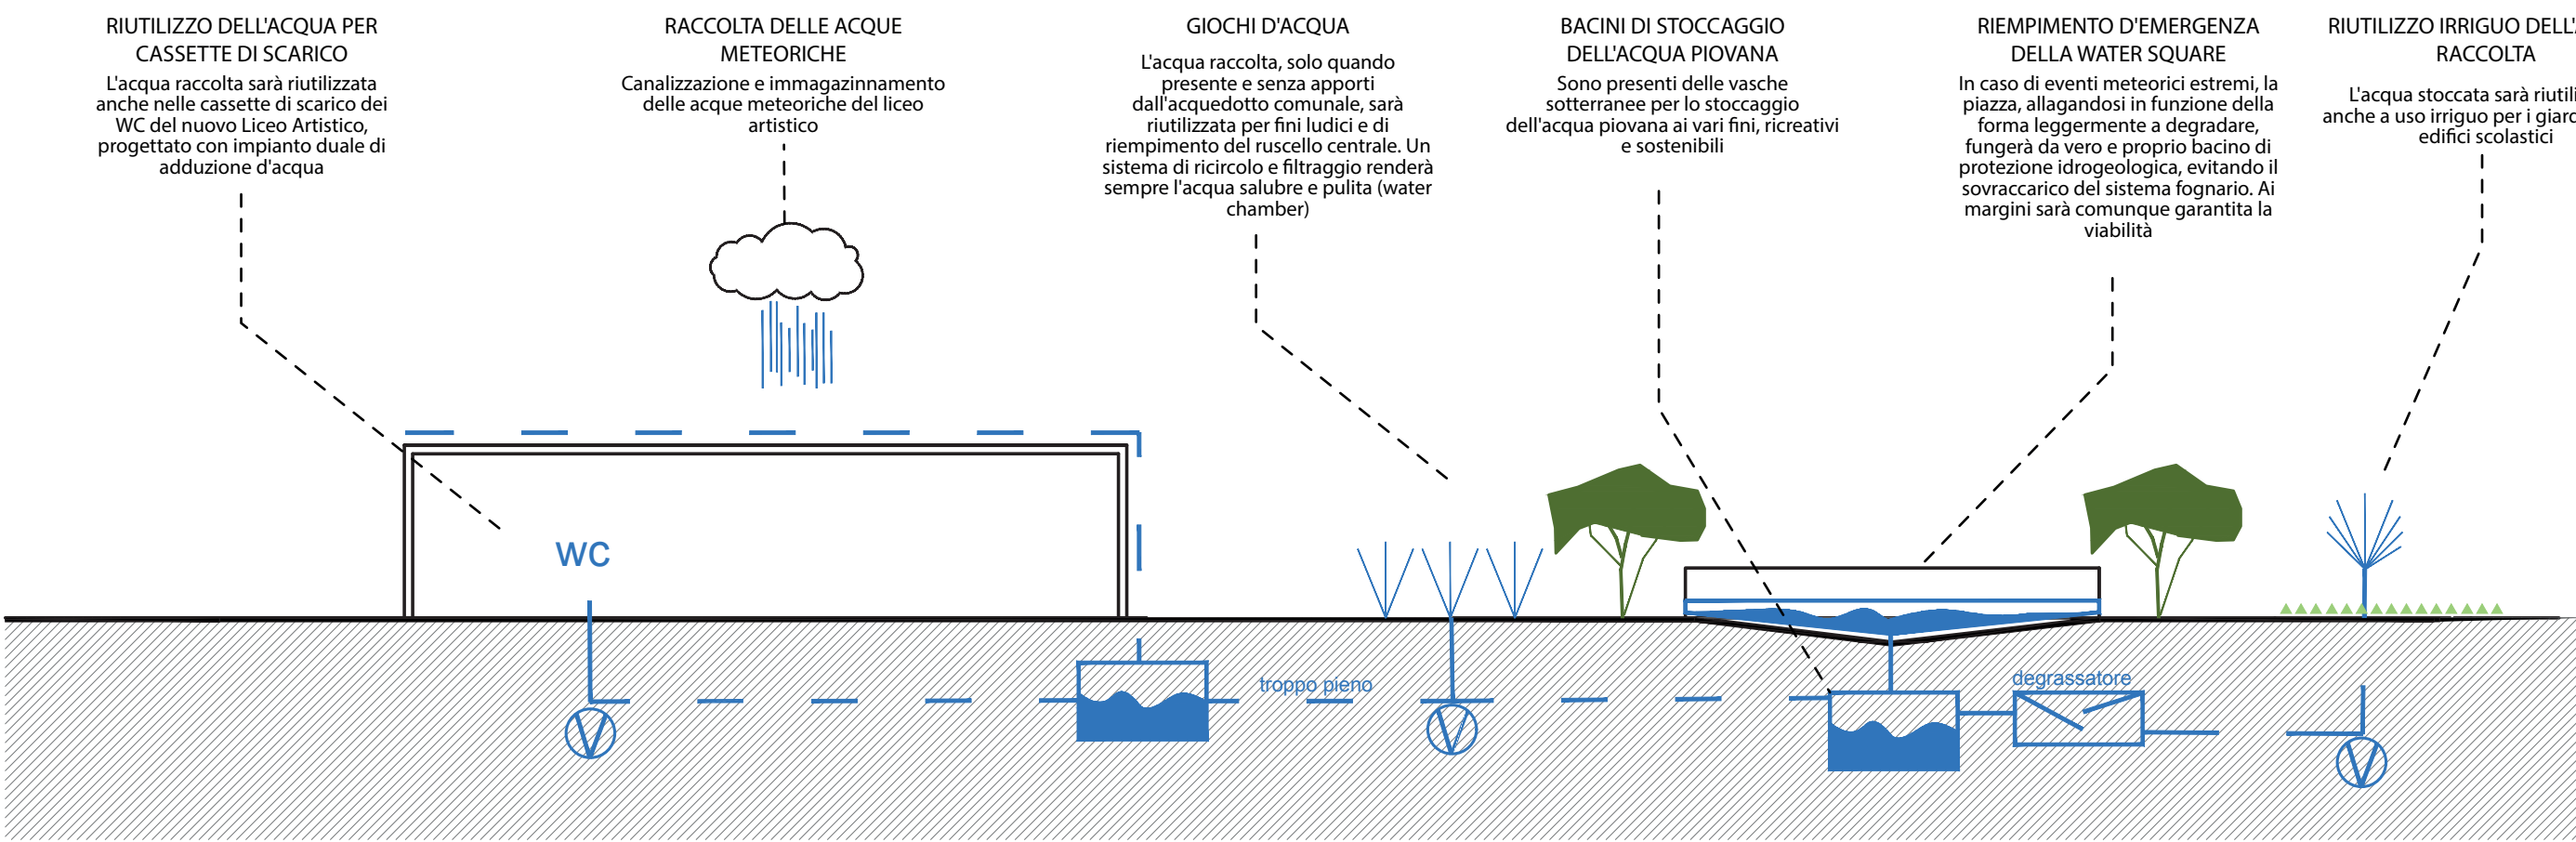 RIUTILIZZO DELL'ACQUA PER
CASSETTE DI SCARICO
L'acqua raccolta sarà riutilizzata
anche nelle cassette di scarico dei
WC del nuovo Liceo Artistico,
progettato con impianto duale di
adduzione d'acqua
RACCOLTA DELLE ACQUE
METEORICHE
Canalizzazione e immagazinnamento
delle acque meteoriche del liceo
artistico
GIOCHI D'ACQUA
L'acqua raccolta, solo quando
presente e senza apporti
dall'acquedotto comunale, sarà
riutilizzata per fini ludici e di
riempimento del ruscello centrale. Un
sistema di ricircolo e filtraggio renderà
sempre l'acqua salubre e pulita (water
chamber)
BACINI DI STOCCAGGIO
DELL'ACQUA PIOVANA
Sono presenti delle vasche
sotterranee per lo stoccaggio
dell'acqua piovana ai vari fini, ricreativi
e sostenibili
RIEMPIMENTO D'EMERGENZA
DELLA WATER SQUARE
In caso di eventi meteorici estremi, la
piazza, allagandosi in funzione della
forma leggermente a degradare,
fungerà da vero e proprio bacino di
protezione idrogeologica, evitando il
sovraccarico del sistema fognario. Ai
margini sarà comunque garantita la
viabilità
RIUTILIZZO IRRIGUO DELL'
RACCOLTA
L'acqua stoccata sarà riutili
anche a uso irriguo per i giar
edifici scolastici
WC
troppo pieno
degrassatore
V
V
V